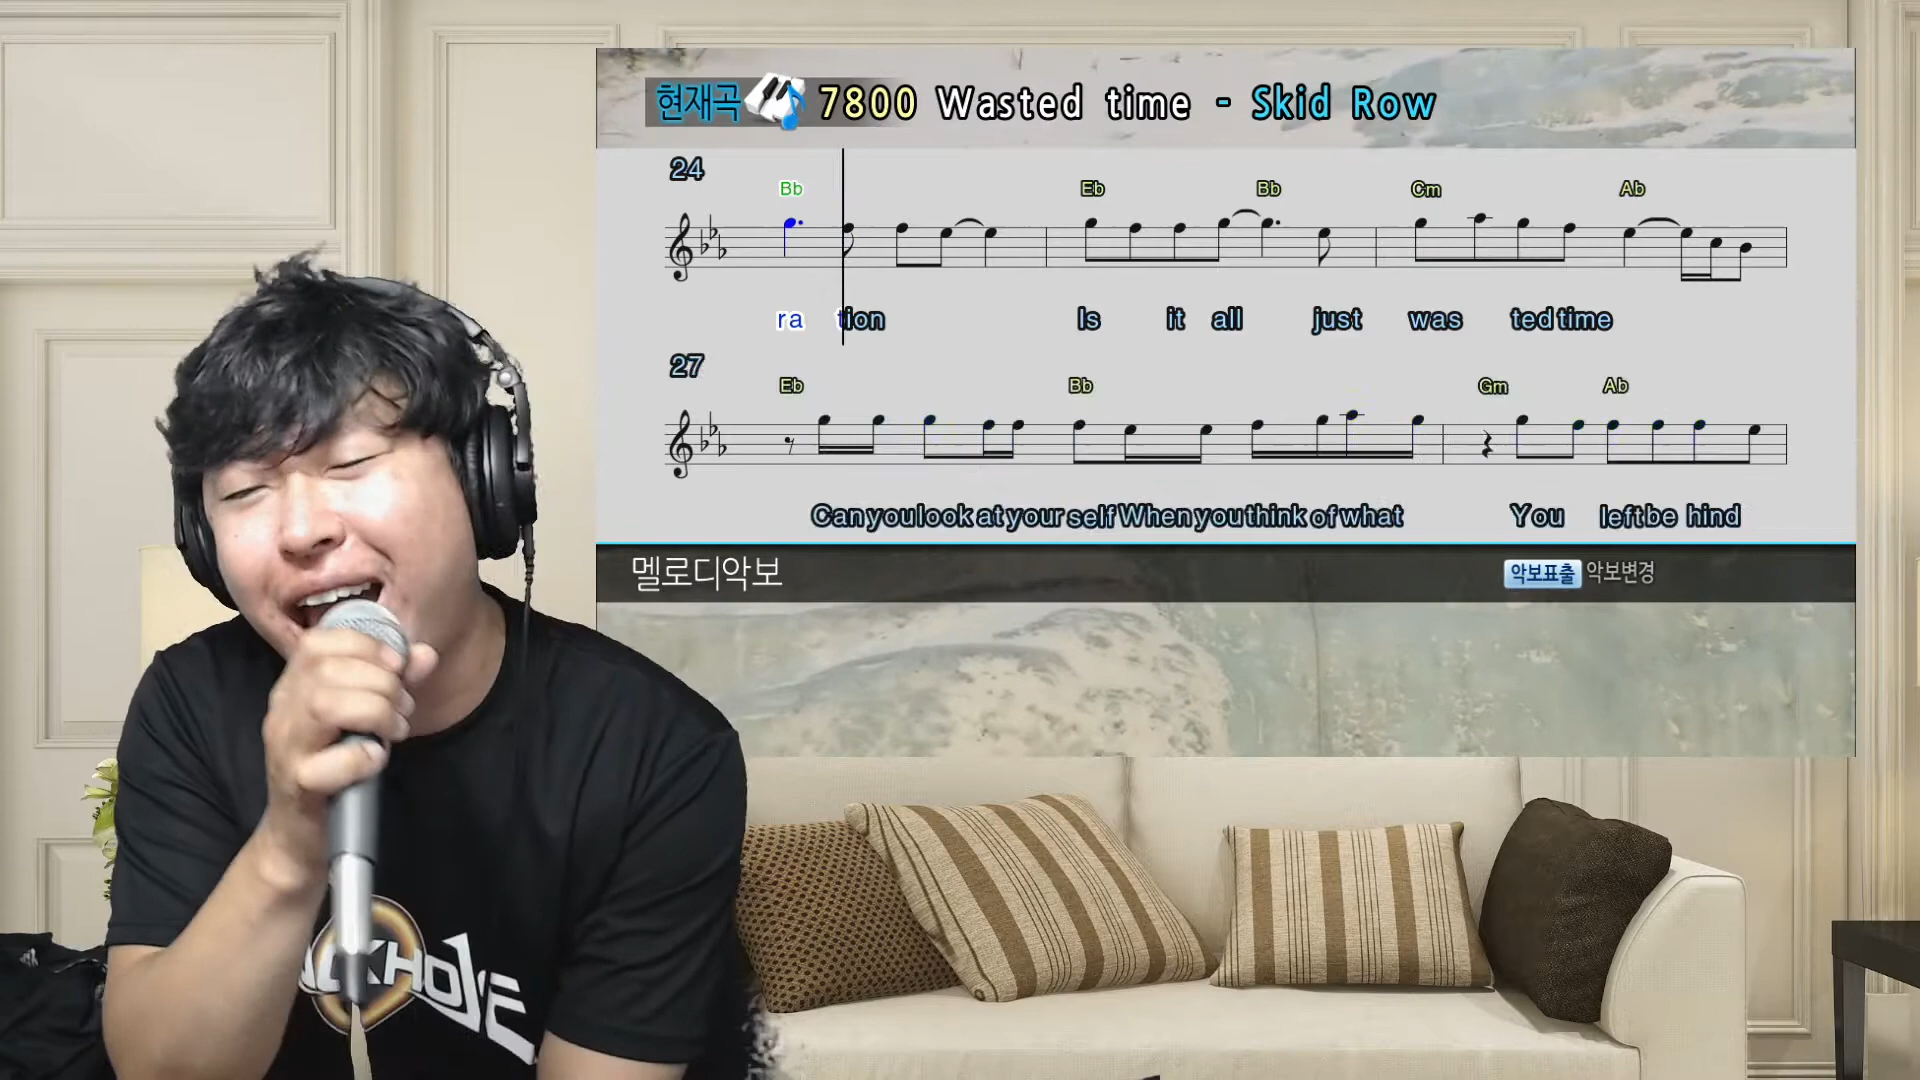 현재곡 7800 Wasted time - Skid Row
24
Bb Eb Bb Cm Ab
ra tion Is it all just was ted time
27
Eb Bb Gm Ab
Can you look at your self When you think of what You left be hind
멜로디악보 악보표출 악보변경